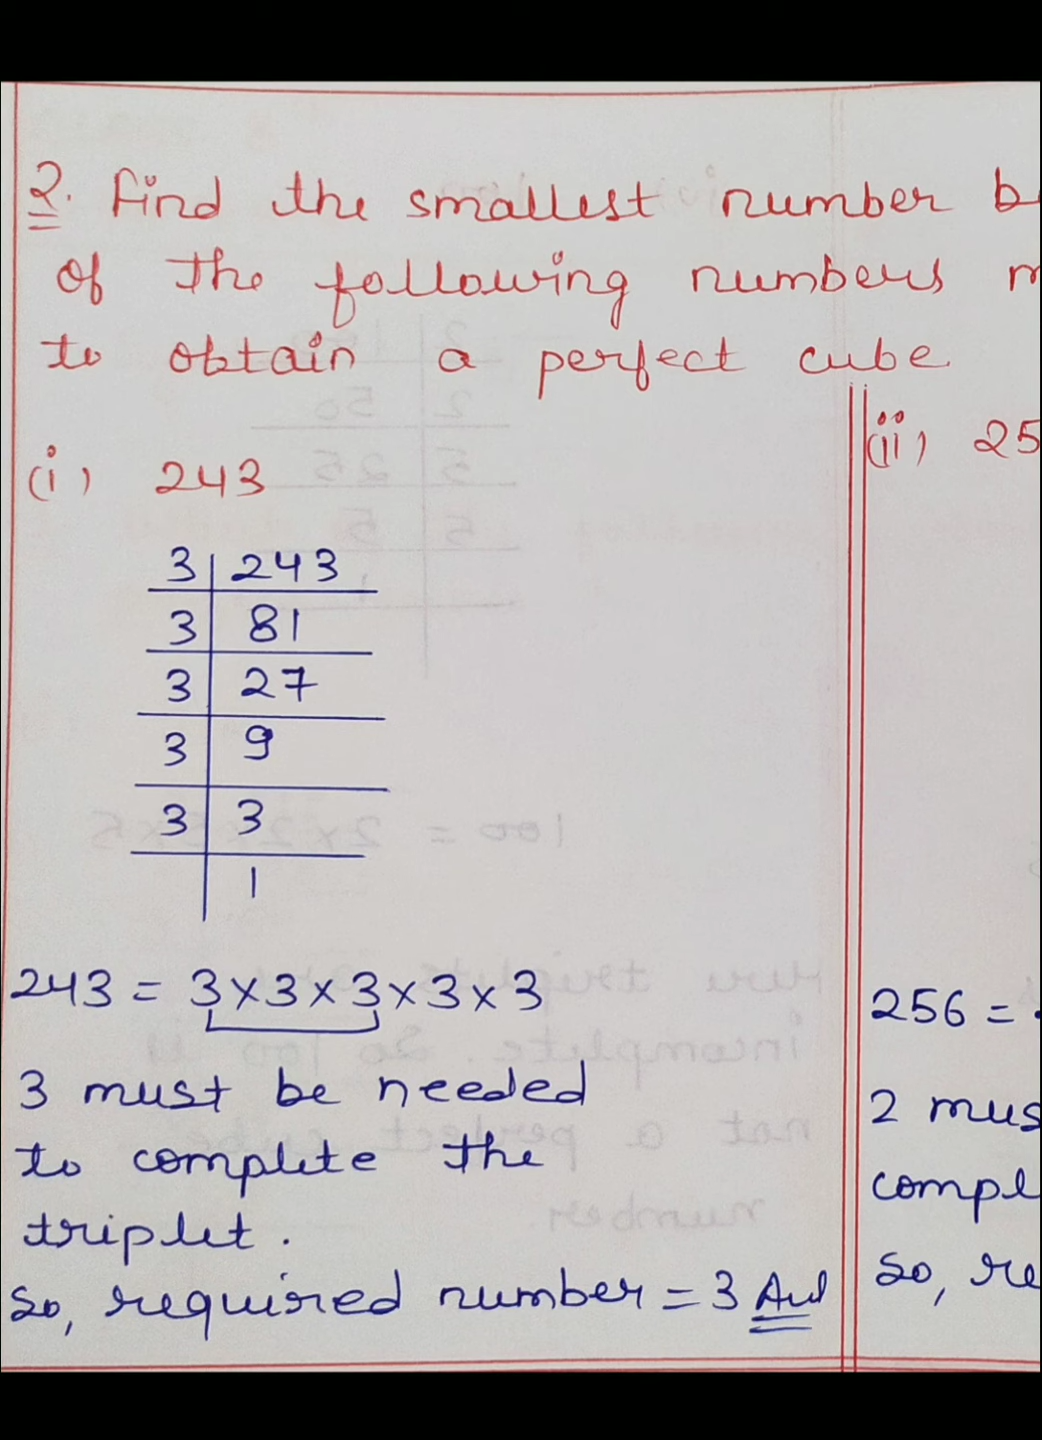 2. Find the smallest number
of the following numbers
to obtain a perfect cube
(i) 243
3 | 243
3 | 81
3 | 27
3 | 9
3 | 3
| 1
243 = 3×3×3×3×3
3 must be needed
to complete the
triplet.
So, required number = 3 Ans
(ii) 25
256 =
2 mus
compl
So, re